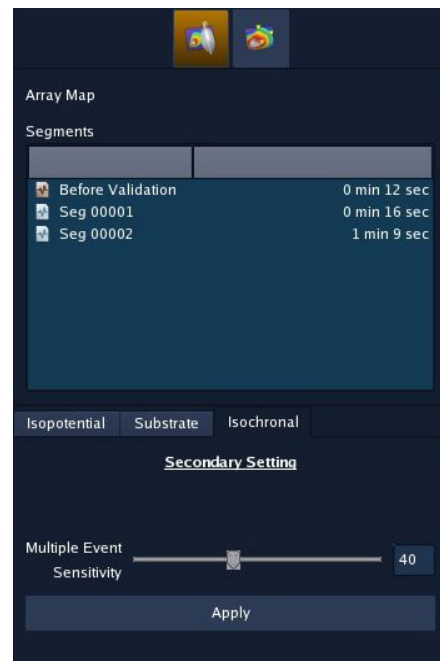 Array Map
Segments
Before Validation 0 min 12 sec
Seg 00001 0 min 16 sec
Seg 00002 1 min 9 sec
Isopotential Substrate Isochronal
Secondary Setting
Multiple Event
Sensitivity
40
Apply